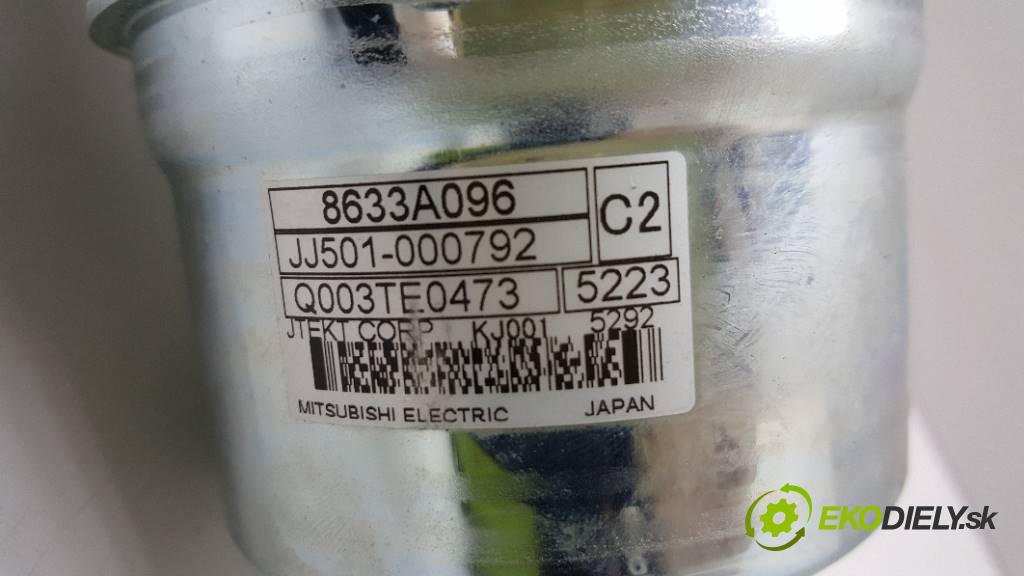 8633A096
C2
JJ501-000792
Q003TE0473 5223
JTEKT CORP KJ001 5292
MITSUBISHI ELECTRIC JAPAN
EKODIELY.sk